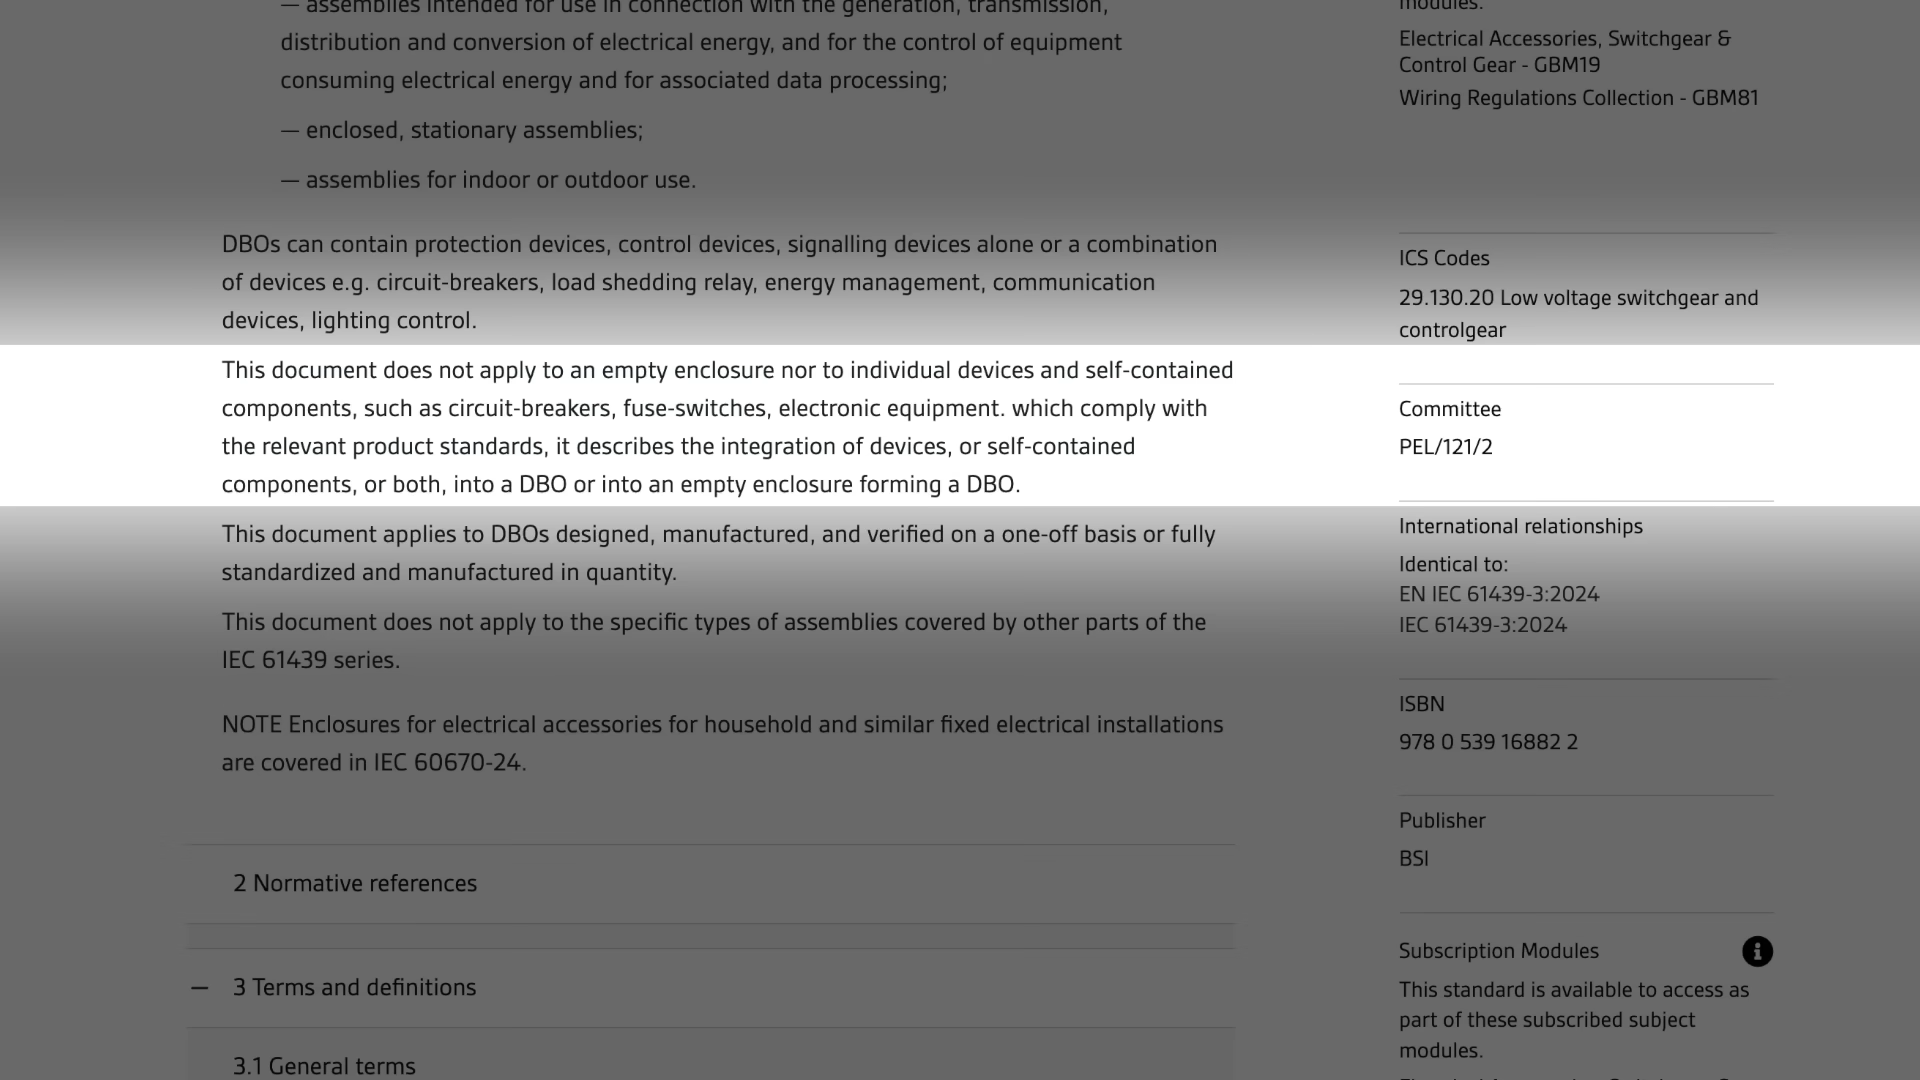 — assemblies intended for use in connection with the generation, transmission,
distribution and conversion of electrical energy, and for the control of equipment
consuming electrical energy and for associated data processing;
— enclosed, stationary assemblies;
— assemblies for indoor or outdoor use.
DBOs can contain protection devices, control devices, signalling devices alone or a combination
of devices e.g. circuit-breakers, load shedding relay, energy management, communication
devices, lighting control.
This document does not apply to an empty enclosure nor to individual devices and self-contained
components, such as circuit-breakers, fuse-switches, electronic equipment. which comply with
the relevant product standards, it describes the integration of devices, or self-contained
components, or both, into a DBO or into an empty enclosure forming a DBO.
This document applies to DBOs designed, manufactured, and verified on a one-off basis or fully
standardized and manufactured in quantity.
This document does not apply to the specific types of assemblies covered by other parts of the
IEC 61439 series.
NOTE Enclosures for electrical accessories for household and similar fixed electrical installations
are covered in IEC 60670-24.
2 Normative references
— 3 Terms and definitions
3.1 General terms
modules.
Electrical Accessories, Switchgear &
Control Gear - GBM19
Wiring Regulations Collection - GBM81
ICS Codes
29.130.20 Low voltage switchgear and
controlgear
Committee
PEL/121/2
International relationships
Identical to:
EN IEC 61439-3:2024
IEC 61439-3:2024
ISBN
978 0 539 16882 2
Publisher
BSI
Subscription Modules
This standard is available to access as
part of these subscribed subject
modules.